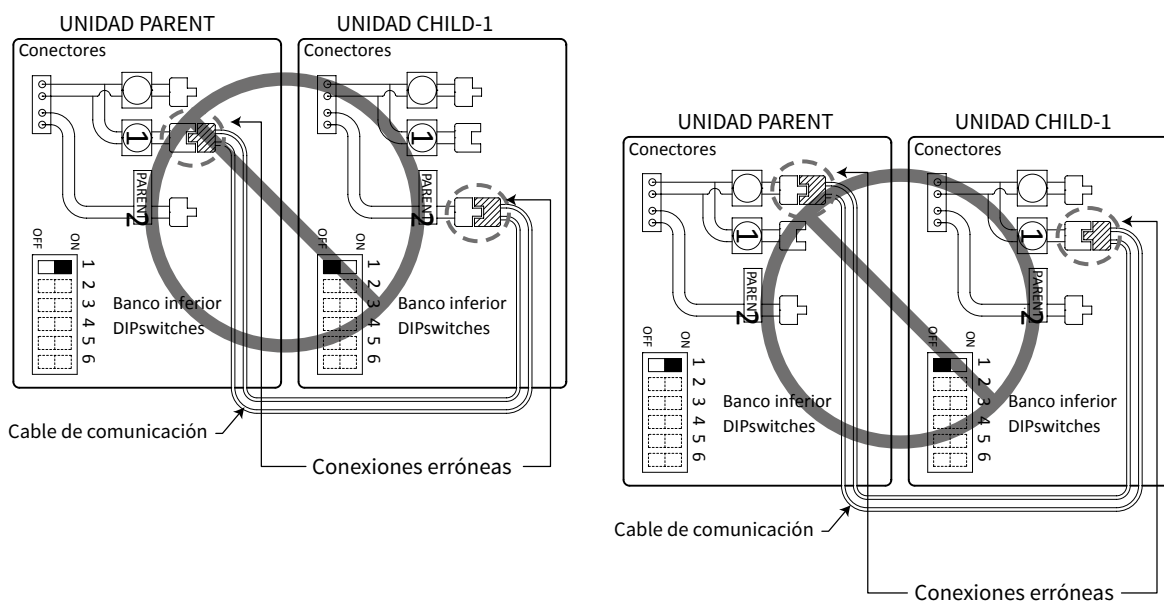 UNIDAD PARENT
UNIDAD CHILD-1
Conectores
Conectores
1
1
PARENT
2
PARENT
2
OFF
ON
1
2
3
4
5
6
Banco inferior
DIPswitches
OFF
ON
1
2
3
4
5
6
Banco inferior
DIPswitches
Cable de comunicación
Conexiones erróneas
UNIDAD PARENT
UNIDAD CHILD-1
Conectores
Conectores
1
1
PARENT
2
PARENT
2
OFF
ON
1
2
3
4
5
6
Banco inferior
DIPswitches
OFF
ON
1
2
3
4
5
6
Banco inferior
DIPswitches
Cable de comunicación
Conexiones erróneas